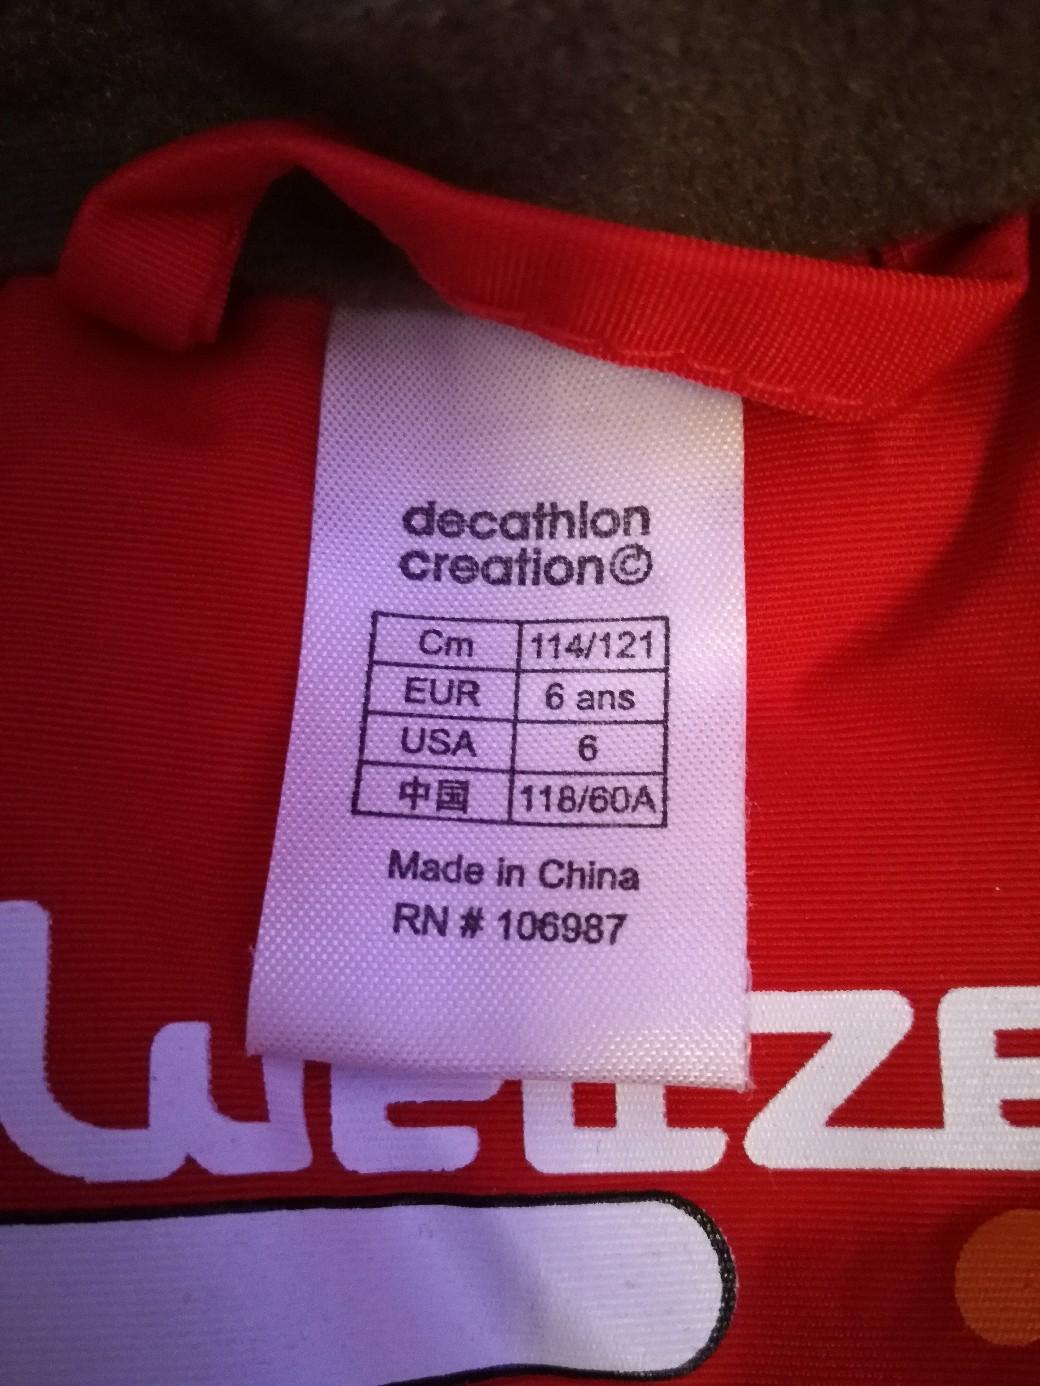 decathlon
creation©
Cm 114/121
EUR 6 ans
USA 6
中国 118/60A
Made in China
RN # 106987